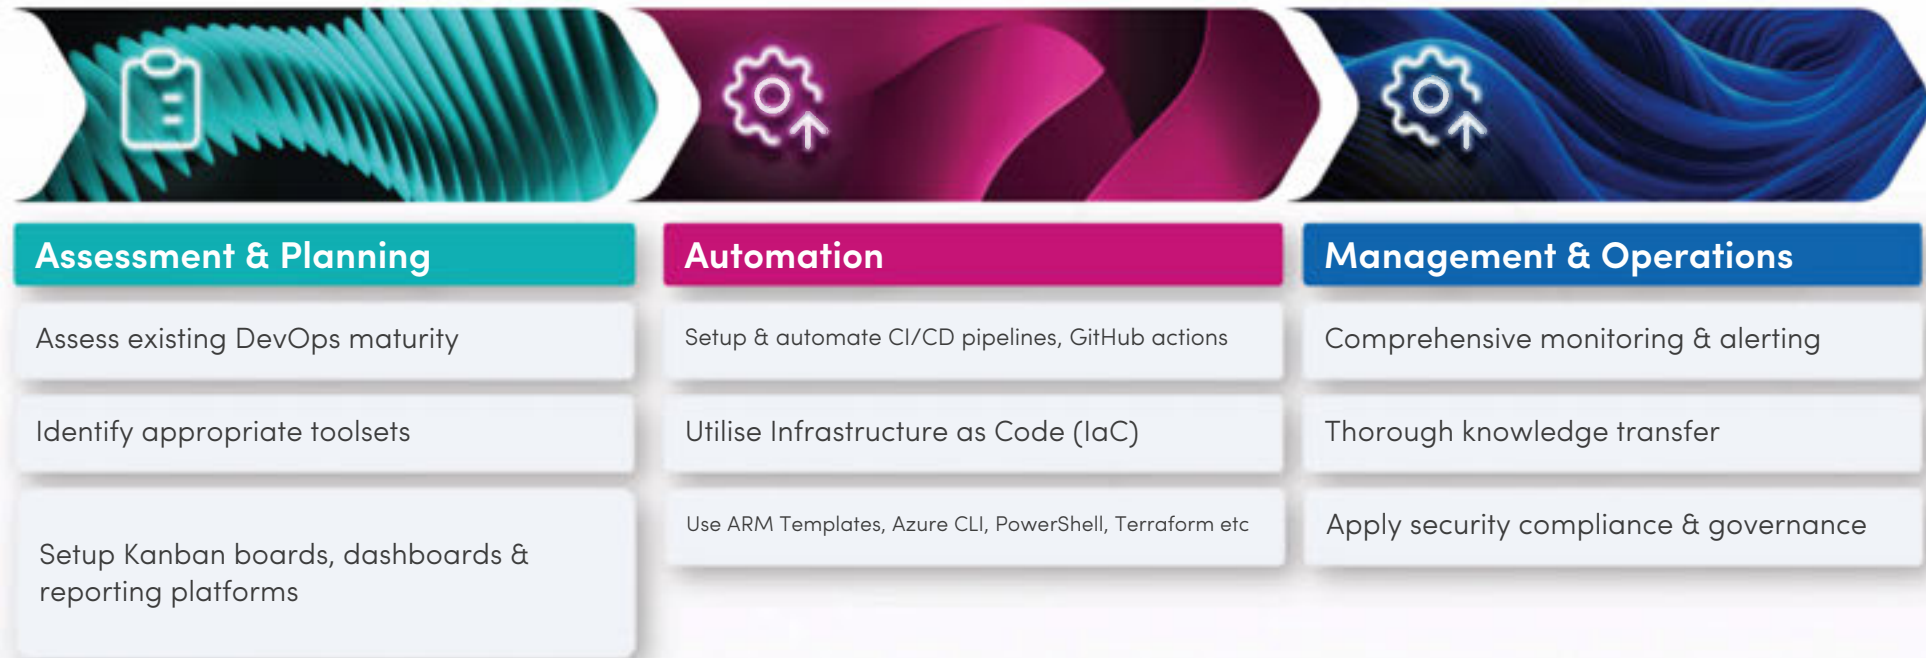 Assessment & Planning
Assess existing DevOps maturity
Identify appropriate toolsets
Setup Kanban boards, dashboards &
reporting platforms
Automation
Setup & automate CI/CD pipelines, GitHub actions
Utilise Infrastructure as Code (IaC)
Use ARM Templates, Azure CLI, PowerShell, Terraform etc
Management & Operations
Comprehensive monitoring & alerting
Thorough knowledge transfer
Apply security compliance & governance